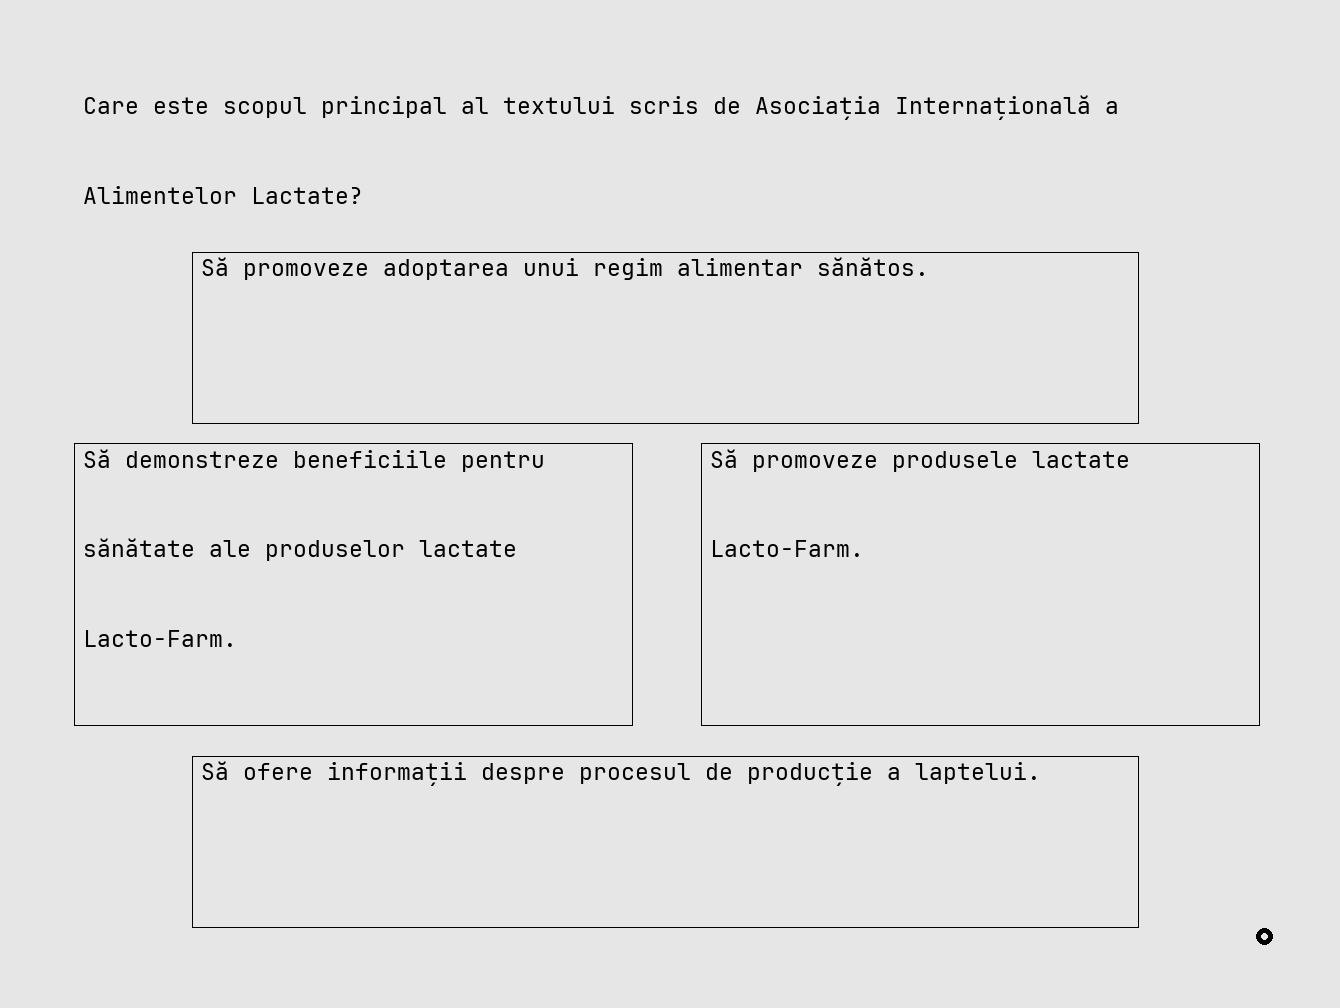 Care este scopul principal al textului scris de Asociația Internațională a
Alimentelor Lactate?
Să promoveze adoptarea unui regim alimentar sănătos.
Să demonstreze beneficiile pentru
sănătate ale produselor lactate
Lacto-Farm.
Să promoveze produsele lactate
Lacto-Farm.
Să ofere informații despre procesul de producție a laptelui.